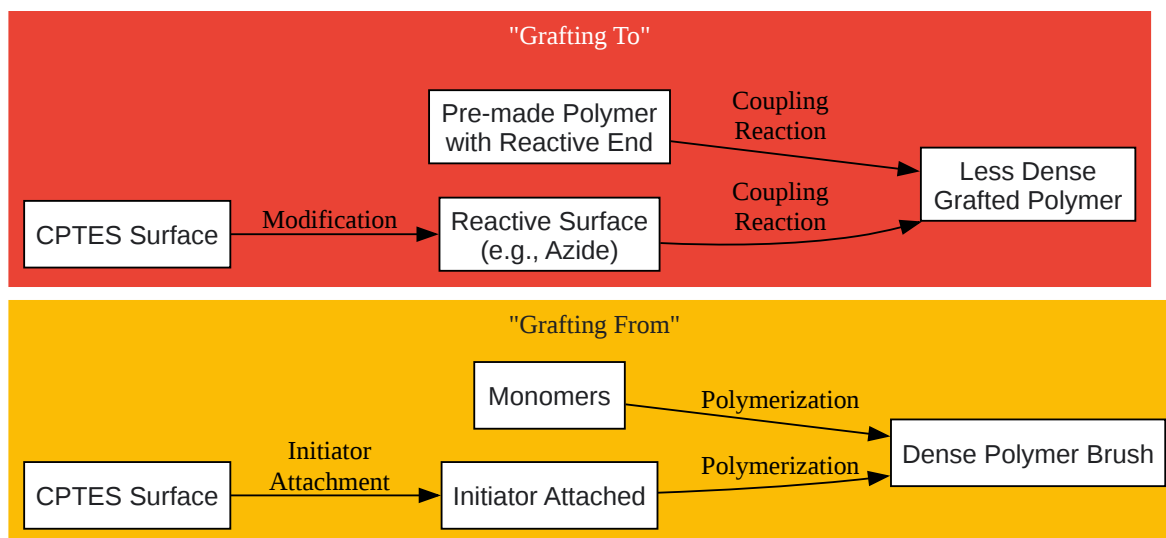 "Grafting To"
Pre-made Polymer
with Reactive End
Coupling
Reaction
Less Dense
Grafted Polymer
CPTES Surface
Modification
Reactive Surface
(e.g., Azide)
Coupling
Reaction
"Grafting From"
Monomers
Polymerization
Dense Polymer Brush
CPTES Surface
Initiator
Attachment
Initiator Attached
Polymerization